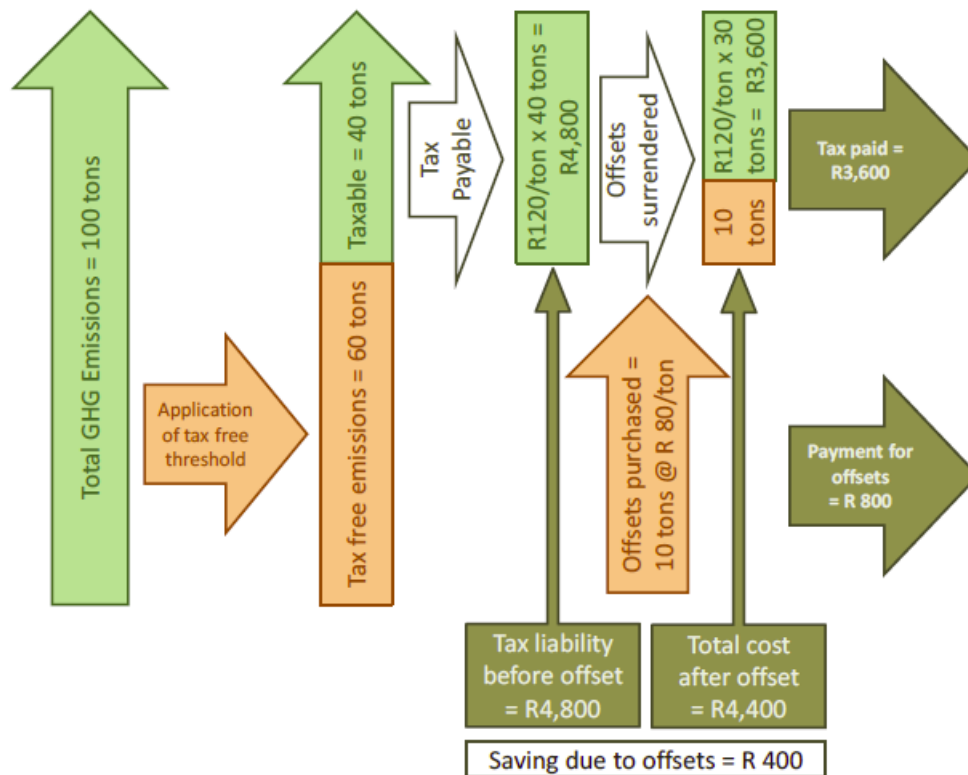 Total GHG Emissions = 100 tons
Application
of tax free
threshold
Tax free emissions = 60 tons
Taxable = 40 tons
Tax
Payable
R120/ton x 40 tons =
R4,800
Offsets
surrendered
Offsets purchased =
10 tons @ R 80/ton
R120/ton x 30
tons = R3,600
10
tons
Tax paid =
R3,600
Payment for
offsets
= R 800
Tax liability
before offset
= R4,800
Total cost
after offset
= R4,400
Saving due to offsets = R 400